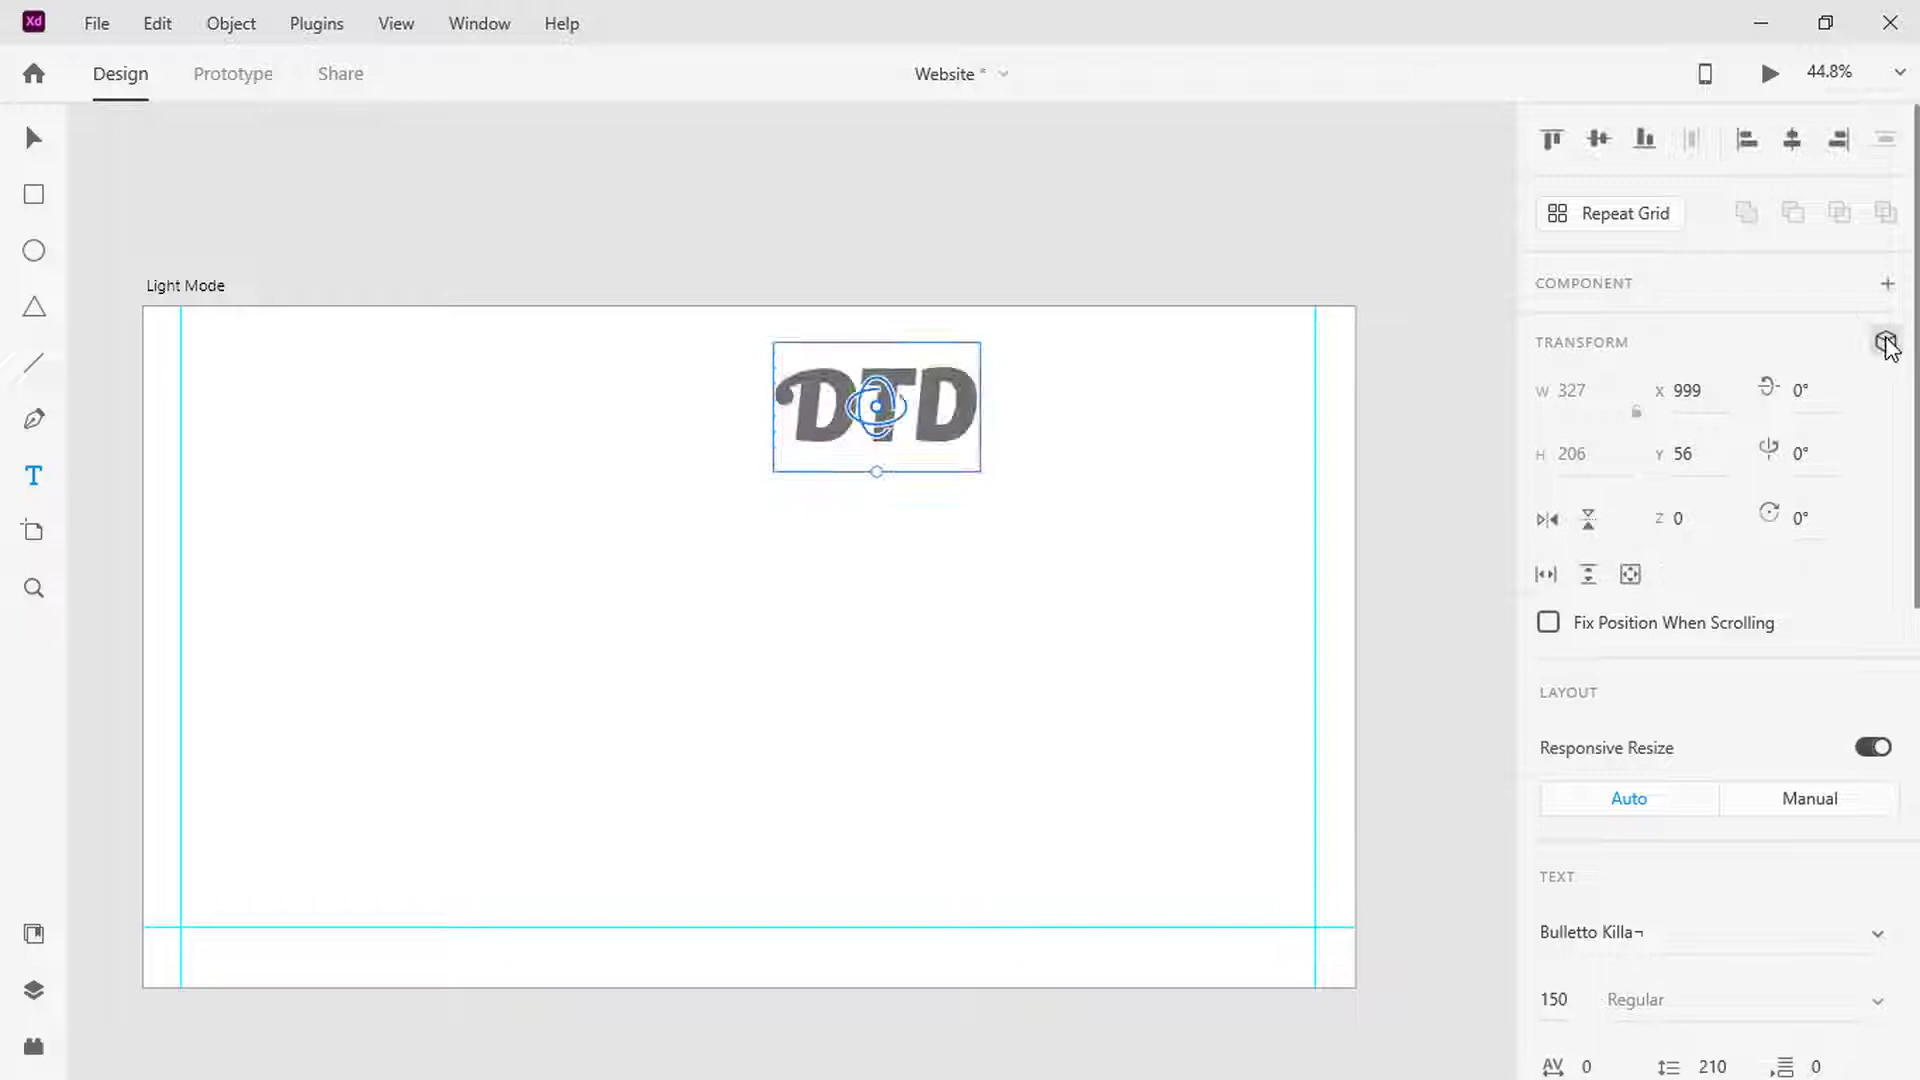 Xd File Edit Object Plugins View Window Help
Design Prototype Share Website * 44.8%
Repeat Grid
Light Mode
COMPONENT
DTD
TRANSFORM
W 327 X 999 0°
H 206 Y 56 0°
Z 0 0°
Fix Position When Scrolling
LAYOUT
Responsive Resize
Auto Manual
TEXT
Bulletto Killa¬
150 Regular
AV 0 210 0
T